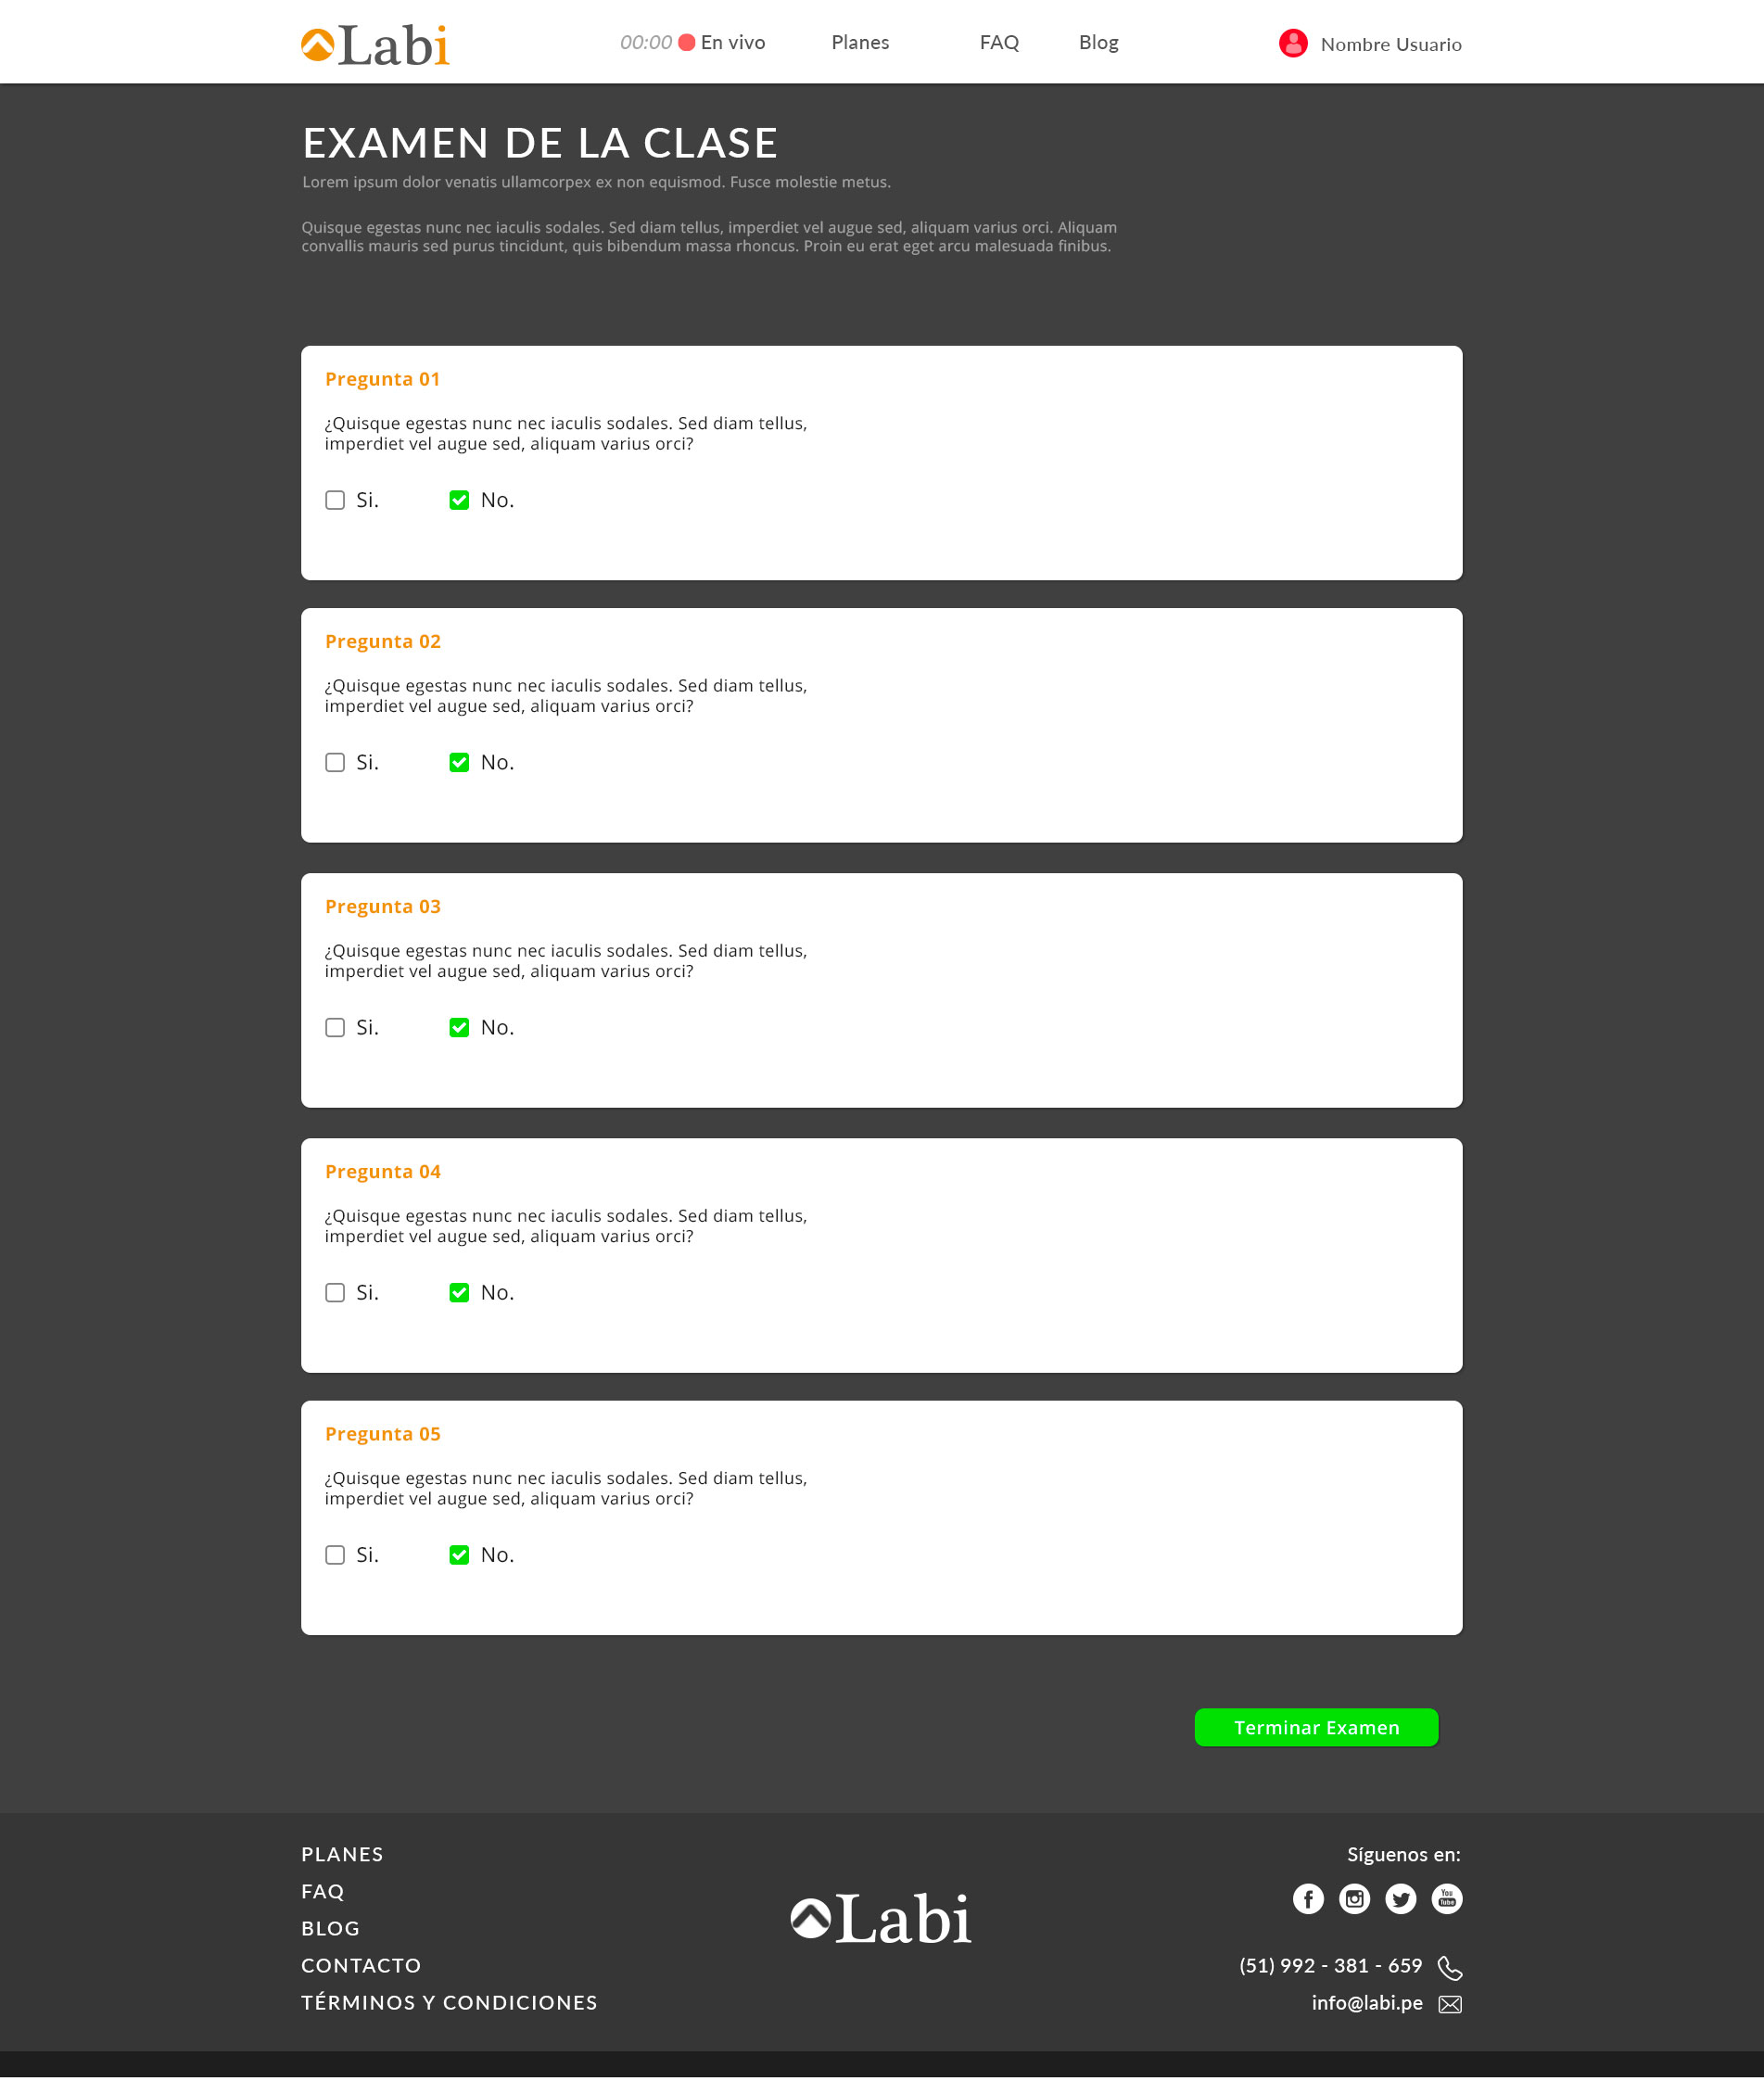 Labi
00:00 En vivo
Planes
FAQ
Blog
Nombre Usuario
EXAMEN DE LA CLASE
Lorem ipsum dolor venatis ullamcorpex ex non equismod. Fusce molestie metus.
Quisque egestas nunc nec iaculis sodales. Sed diam tellus, imperdiet vel augue sed, aliquam varius orci. Aliquam
convallis mauris sed purus tincidunt, quis bibendum massa rhoncus. Proin eu erat eget arcu malesuada finibus.
Pregunta 01
¿Quisque egestas nunc nec iaculis sodales. Sed diam tellus,
imperdiet vel augue sed, aliquam varius orci?
Si. No.
Pregunta 02
¿Quisque egestas nunc nec iaculis sodales. Sed diam tellus,
imperdiet vel augue sed, aliquam varius orci?
Si. No.
Pregunta 03
¿Quisque egestas nunc nec iaculis sodales. Sed diam tellus,
imperdiet vel augue sed, aliquam varius orci?
Si. No.
Pregunta 04
¿Quisque egestas nunc nec iaculis sodales. Sed diam tellus,
imperdiet vel augue sed, aliquam varius orci?
Si. No.
Pregunta 05
¿Quisque egestas nunc nec iaculis sodales. Sed diam tellus,
imperdiet vel augue sed, aliquam varius orci?
Si. No.
Terminar Examen
PLANES
FAQ
BLOG
CONTACTO
TÉRMINOS Y CONDICIONES
Labi
Síguenos en:
You
Tube
(51) 992 - 381 - 659
info@labi.pe